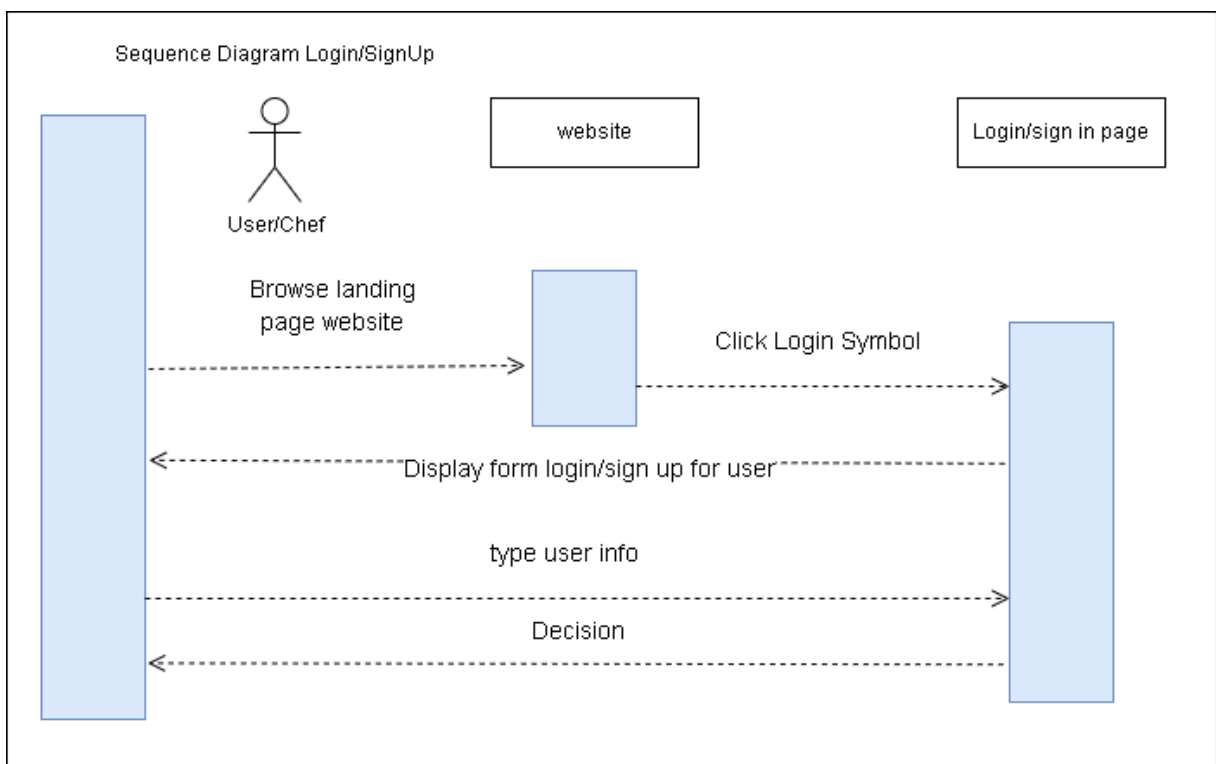 Sequence Diagram Login/SignUp
website
Login/sign in page
User/Chef
Browse landing
page website
Click Login Symbol
Display form login/sign up for user
type user info
Decision